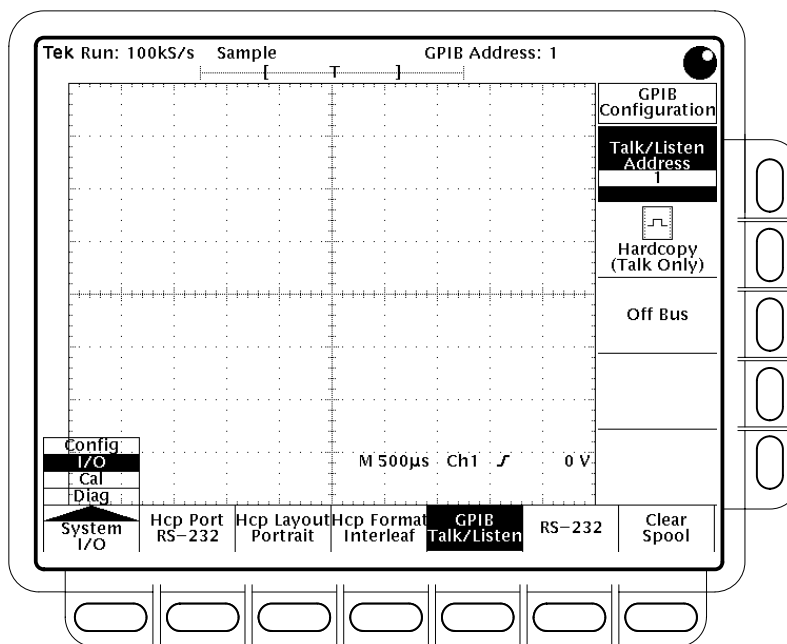 Tek Run: 100kS/s Sample GPIB Address: 1
[ T ]
GPIB
Configuration
Talk/Listen
Address
1
Hardcopy
(Talk Only)
Off Bus
M 500µs Ch1 0 V
Config
I/O
Cal
Diag
System
I/O
Hcp Port
RS-232
Hcp Layout
Portrait
Hcp Format
Interleaf
GPIB
Talk/Listen
RS-232
Clear
Spool